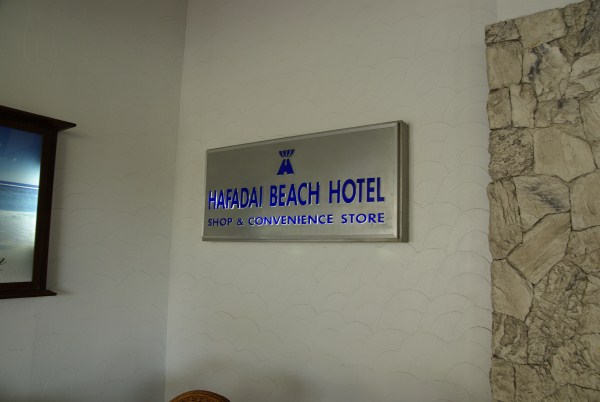 HAFADAI BEACH HOTEL
SHOP & CONVENIENCE STORE